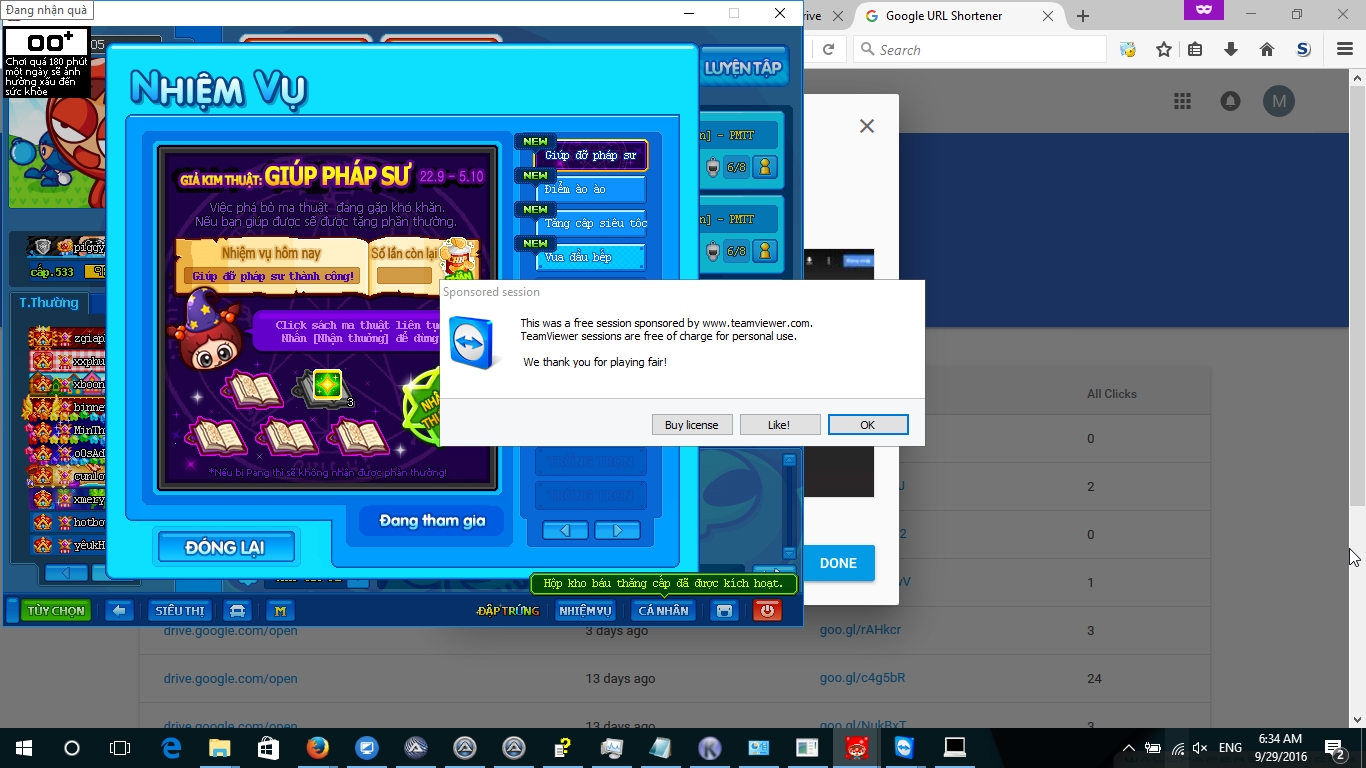 Đang nhận quà
00+
05
Chơi quá 180 phút
một ngày sẽ ảnh
hưởng xấu đến
sức khỏe
NHIỆM VỤ
LUYỆN TẬP
rive
Google URL Shortener
Search
M
NEW
Giúp đỡ pháp sư
NEW
Điểm ào ào
NEW
Tăng cấp siêu tốc
NEW
Vua đầu bếp
n] - PMTT
6/8
n] - PMTT
6/8
GIẢ KIM THUẬT: GIÚP PHÁP SƯ 22.9 - 5.10
Việc phá bỏ ma thuật đang gặp khó khăn.
Nếu bạn giúp được sẽ được tặng phần thưởng.
Nhiệm vụ hôm nay
Số lần còn lại
Giúp đỡ pháp sư thành công!
Click sách ma thuật liên tụ
Nhấn [Nhận thưởng] để dừng
3
*Nếu bị Pang thì sẽ không nhận được phần thưởng!
Đang tham gia
ĐÓNG LẠI
piggy
cấp.533
T.Thường
zgiap
xxphu
xboon
binne
MinTh
oOsAd
cunlo
xmery
hotbo
yêukH
Sponsored session
This was a free session sponsored by www.teamviewer.com.
TeamViewer sessions are free of charge for personal use.
We thank you for playing fair!
Buy license
Like!
OK
All Clicks
0
2
0
1
DONE
Hộp kho báu thăng cấp đã được kích hoạt.
TÙY CHỌN
SIÊU THỊ
M
ĐẬP TRỨNG
NHIỆM VỤ
CÁ NHÂN
drive.google.com/open
3 days ago
goo.gl/rAHkcr
3
drive.google.com/open
13 days ago
goo.gl/c4g5bR
24
drive.google.com/open
13 days ago
goo.gl/NukBxT
3
ENG
6:34 AM
9/29/2016
2